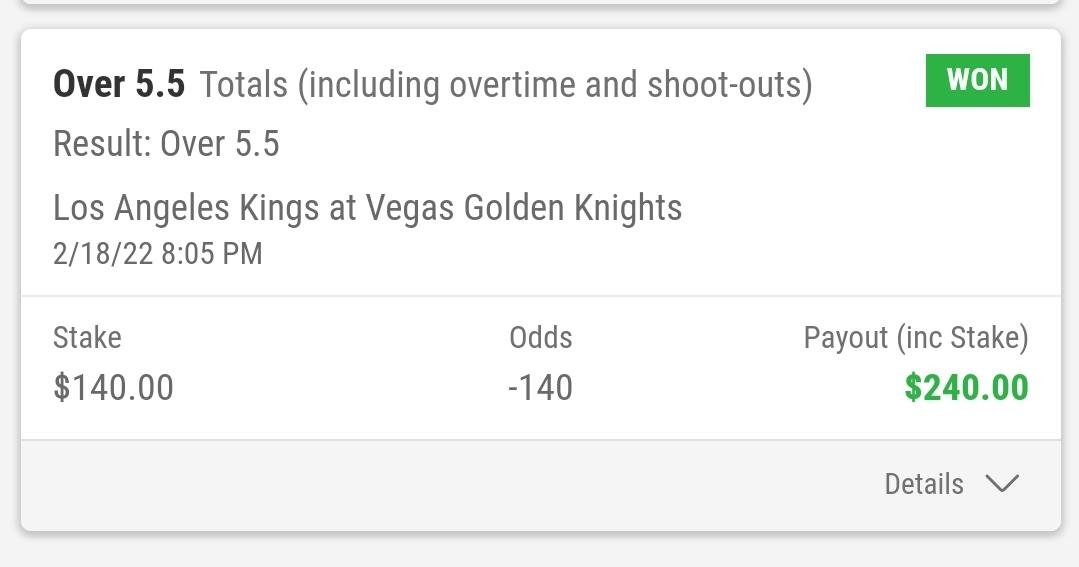 Over 5.5 Totals (including overtime and shoot-outs) WON
Result: Over 5.5
Los Angeles Kings at Vegas Golden Knights
2/18/22 8:05 PM
Stake Odds Payout (inc Stake)
$140.00 -140 $240.00
Details